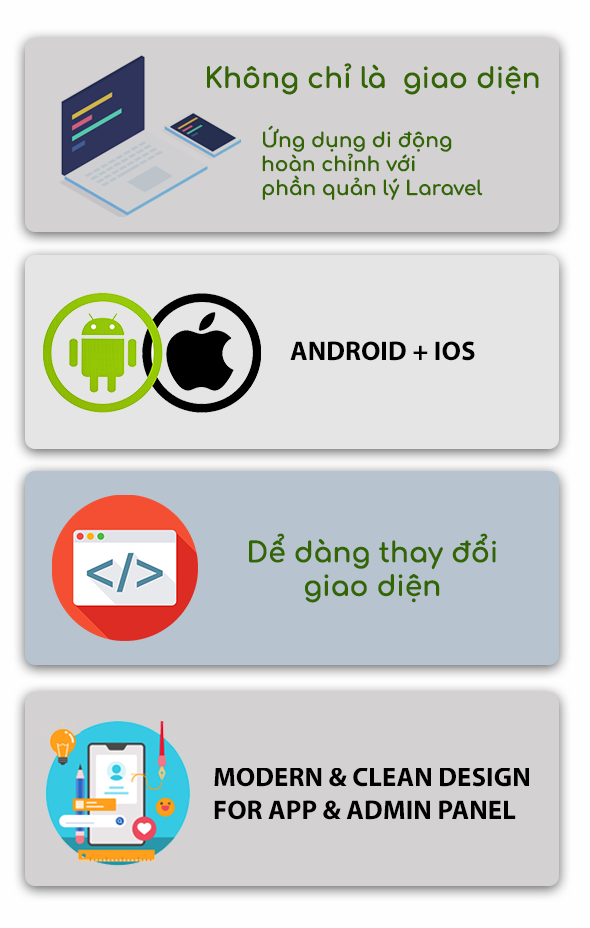 Không chỉ là giao diện
Ứng dụng di động
hoàn chỉnh với
phần quản lý Laravel
ANDROID + IOS
</>
Dể dàng thay đổi
giao diện
MODERN & CLEAN DESIGN
FOR APP & ADMIN PANEL